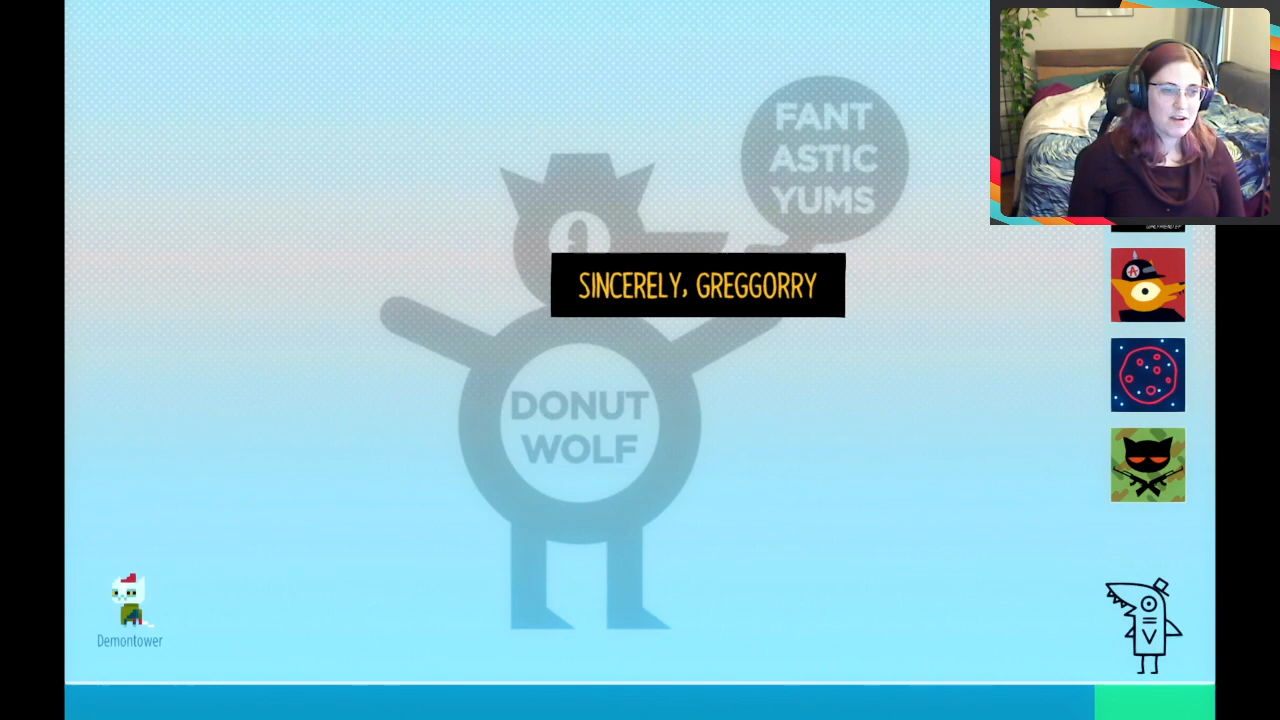 FANT
ASTIC
YUMS
SINCERELY, GREGGORRY
DONUT
WOLF
Demontower